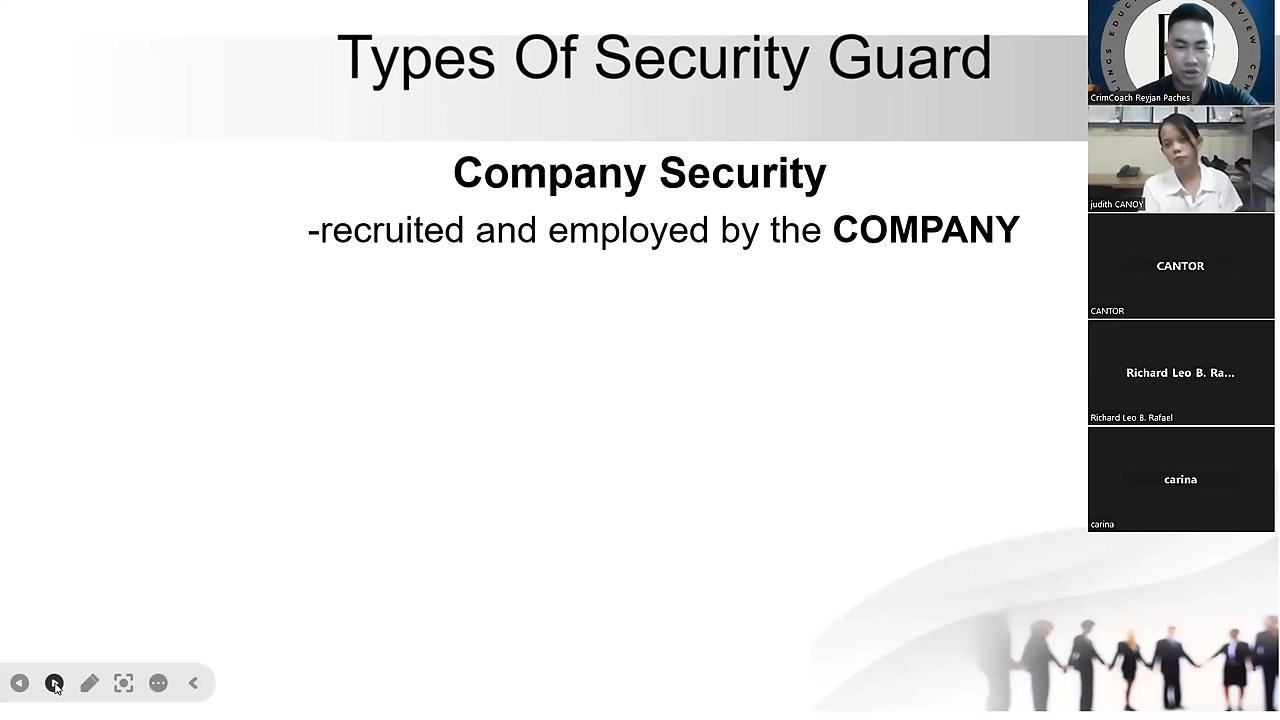 Types Of Security Guard
Company Security
-recruited and employed by the COMPANY
CrimCoach Reyjan Paches
judith CANOY
CANTOR
CANTOR
Richard Leo B. Ra...
Richard Leo B. Rafael
carina
carina